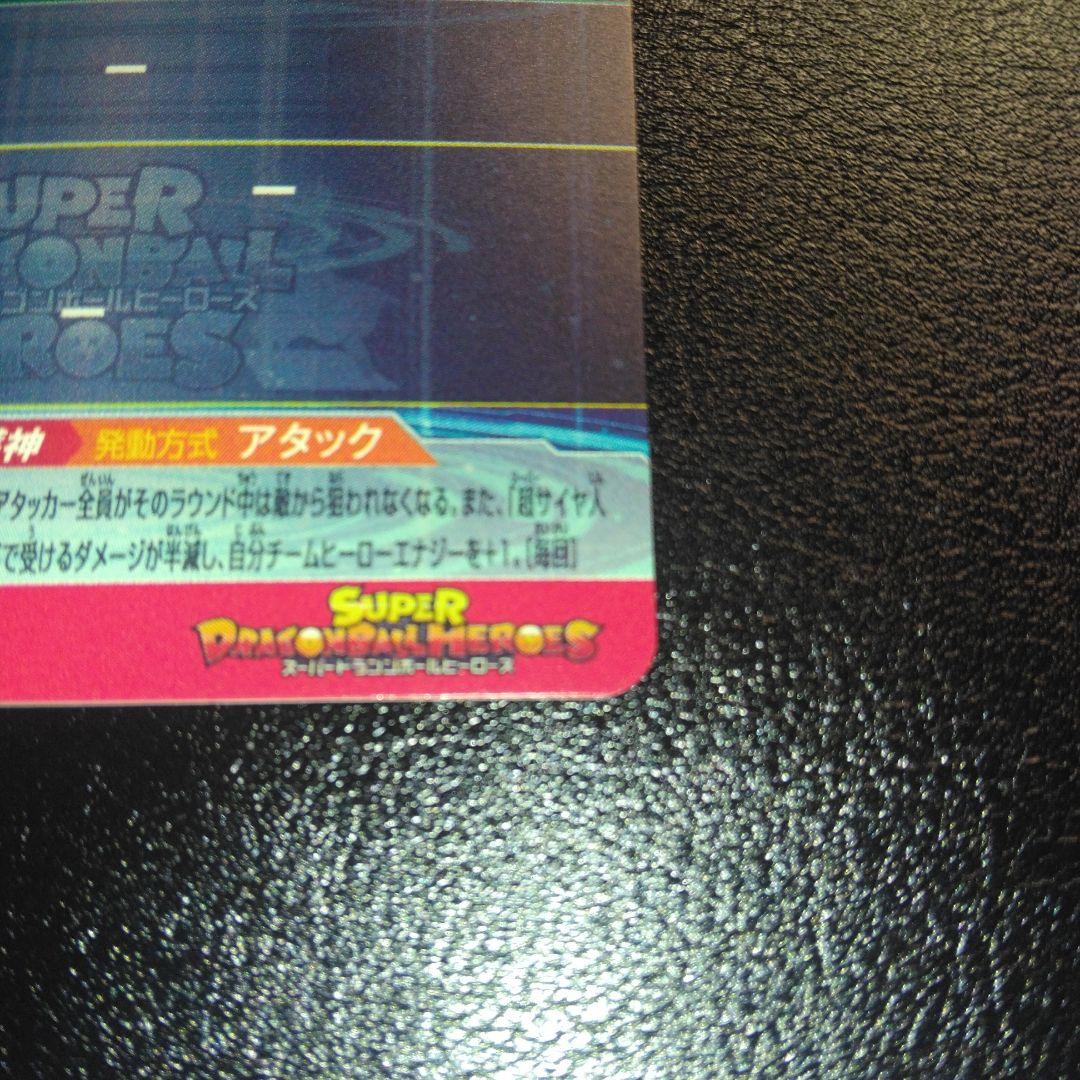 SUPER
DRAGONBALL
ドラゴンボールヒーローズ
HEROES
神 発動方式 アタック
アタッカー全員がそのラウンド中は敵から狙われなくなる。また、「超サイヤ人
で受けるダメージが半減し、自分チームヒーローエナジーを+1。[毎回]
SUPER
DRAGONBALL HEROES
スーパードラゴンボールヒーローズ